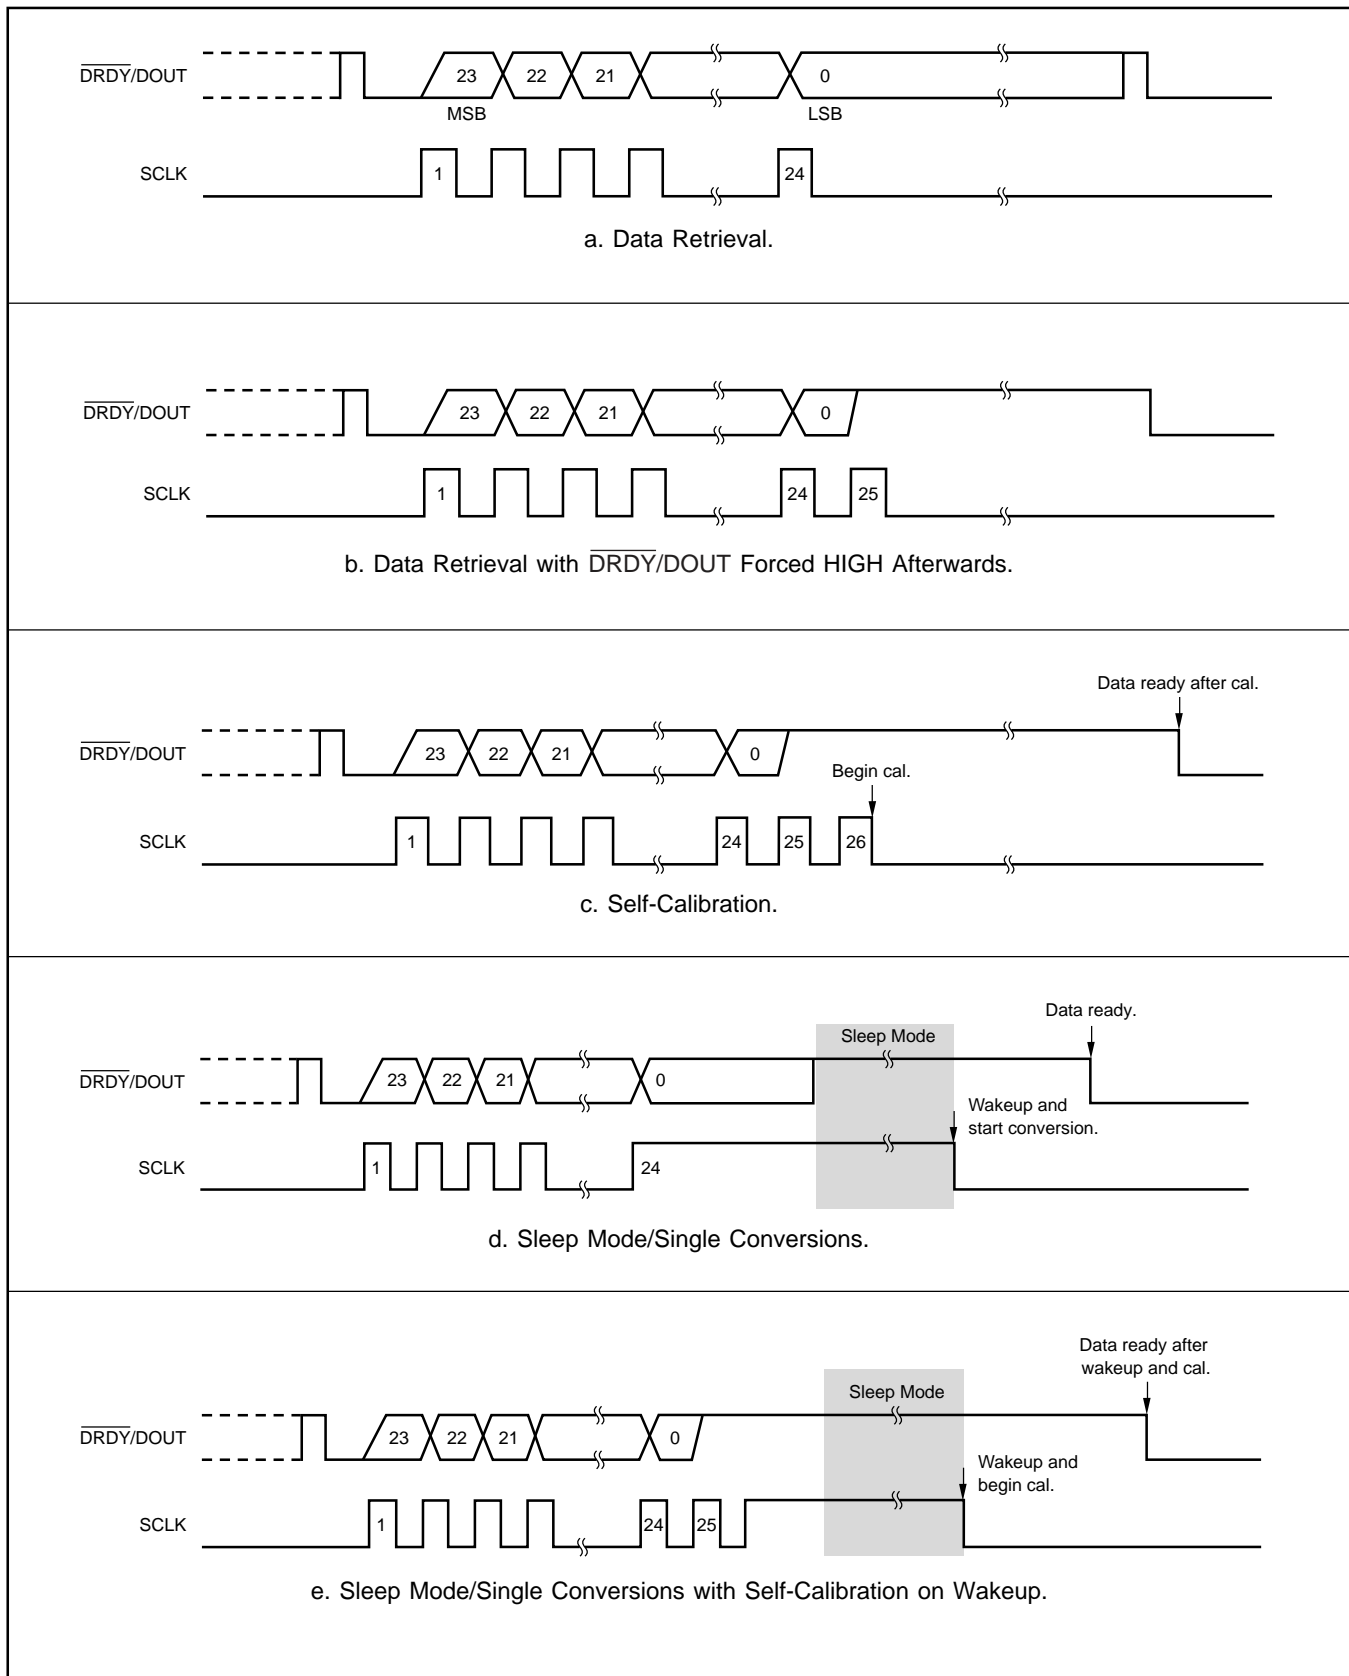 DRDY/DOUT 23 22 21 0
MSB LSB
SCLK 1 24
a. Data Retrieval.
DRDY/DOUT 23 22 21 0
SCLK 1 24 25
b. Data Retrieval with DRDY/DOUT Forced HIGH Afterwards.
Data ready after cal.
DRDY/DOUT 23 22 21 0
Begin cal.
SCLK 1 24 25 26
c. Self-Calibration.
Data ready.
Sleep Mode
DRDY/DOUT 23 22 21 0
Wakeup and
start conversion.
SCLK 1 24
d. Sleep Mode/Single Conversions.
Data ready after
wakeup and cal.
Sleep Mode
DRDY/DOUT 23 22 21 0
Wakeup and
begin cal.
SCLK 1 24 25
e. Sleep Mode/Single Conversions with Self-Calibration on Wakeup.